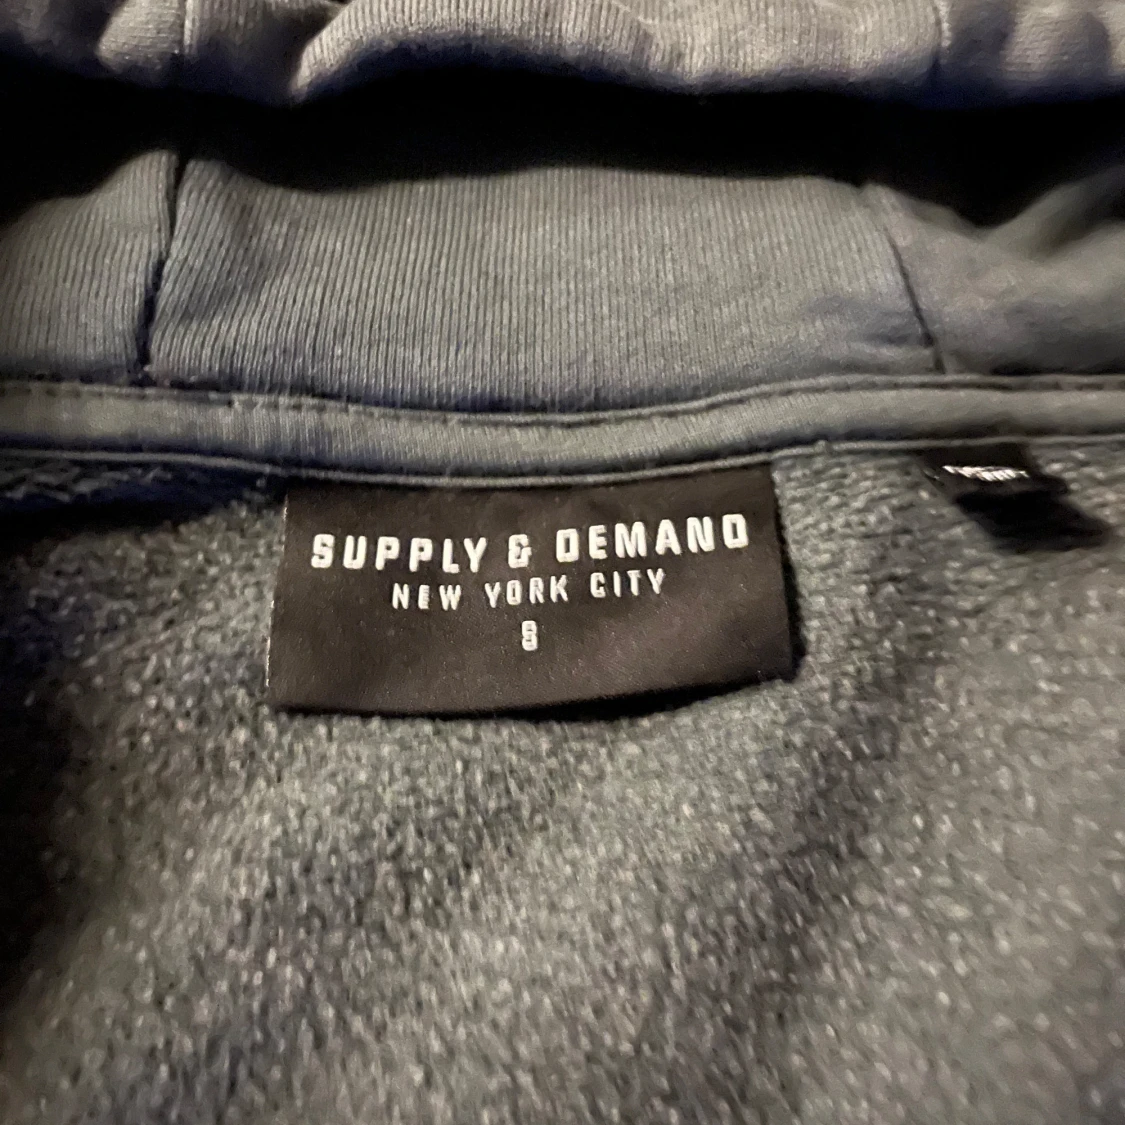 SUPPLY & DEMAND
NEW YORK CITY
S